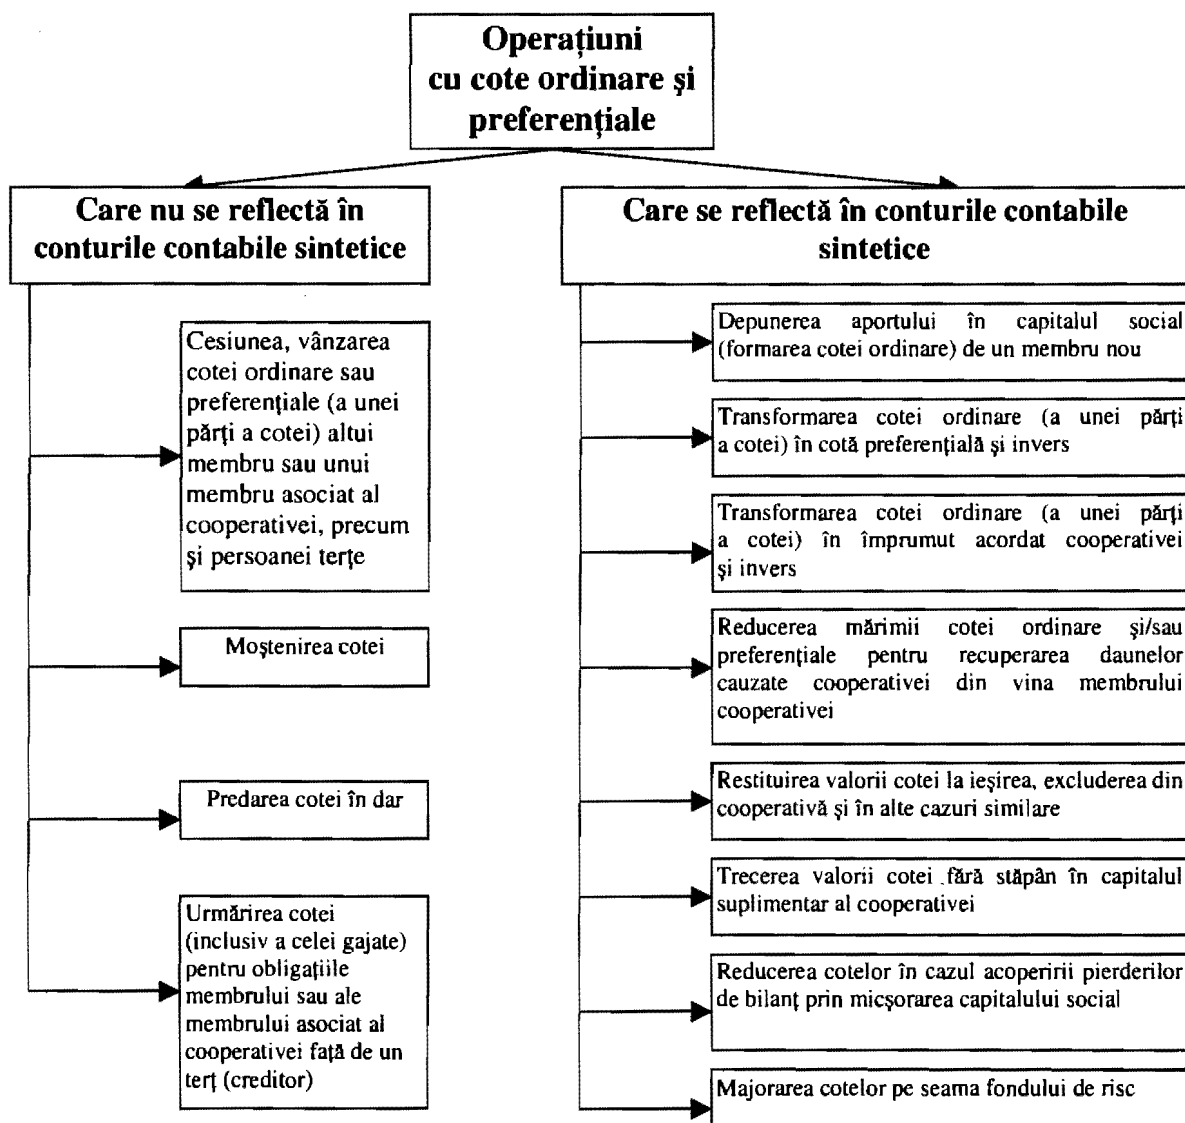 Operaţiuni
cu cote ordinare şi
preferenţiale
Care nu se reflectă în
conturile contabile sintetice
Cesiunea, vânzarea
cotei ordinare sau
preferenţiale (a unei
părţi a cotei) altui
membru sau unui
membru asociat al
cooperativei, precum
şi persoanei terţe
Moştenirea cotei
Predarea cotei în dar
Urmărirea cotei
(inclusiv a celei gajate)
pentru obligaţiile
membrului sau ale
membrului asociat al
cooperativei faţă de un
terţ (creditor)
Care se reflectă în conturile contabile
sintetice
Depunerea aportului în capitalul social
(formarea cotei ordinare) de un membru nou
Transformarea cotei ordinare (a unei părţi
a cotei) în cotă preferenţială şi invers
Transformarea cotei ordinare (a unei părţi
a cotei) în împrumut acordat cooperativei
şi invers
Reducerea mărimii cotei ordinare şi/sau
preferenţiale pentru recuperarea daunelor
cauzate cooperativei din vina membrului
cooperativei
Restituirea valorii cotei la ieşirea, excluderea din
cooperativă şi în alte cazuri similare
Trecerea valorii cotei fără stăpân în capitalul
suplimentar al cooperativei
Reducerea cotelor în cazul acoperirii pierderilor
de bilanţ prin micşorarea capitalului social
Majorarea cotelor pe seama fondului de risc